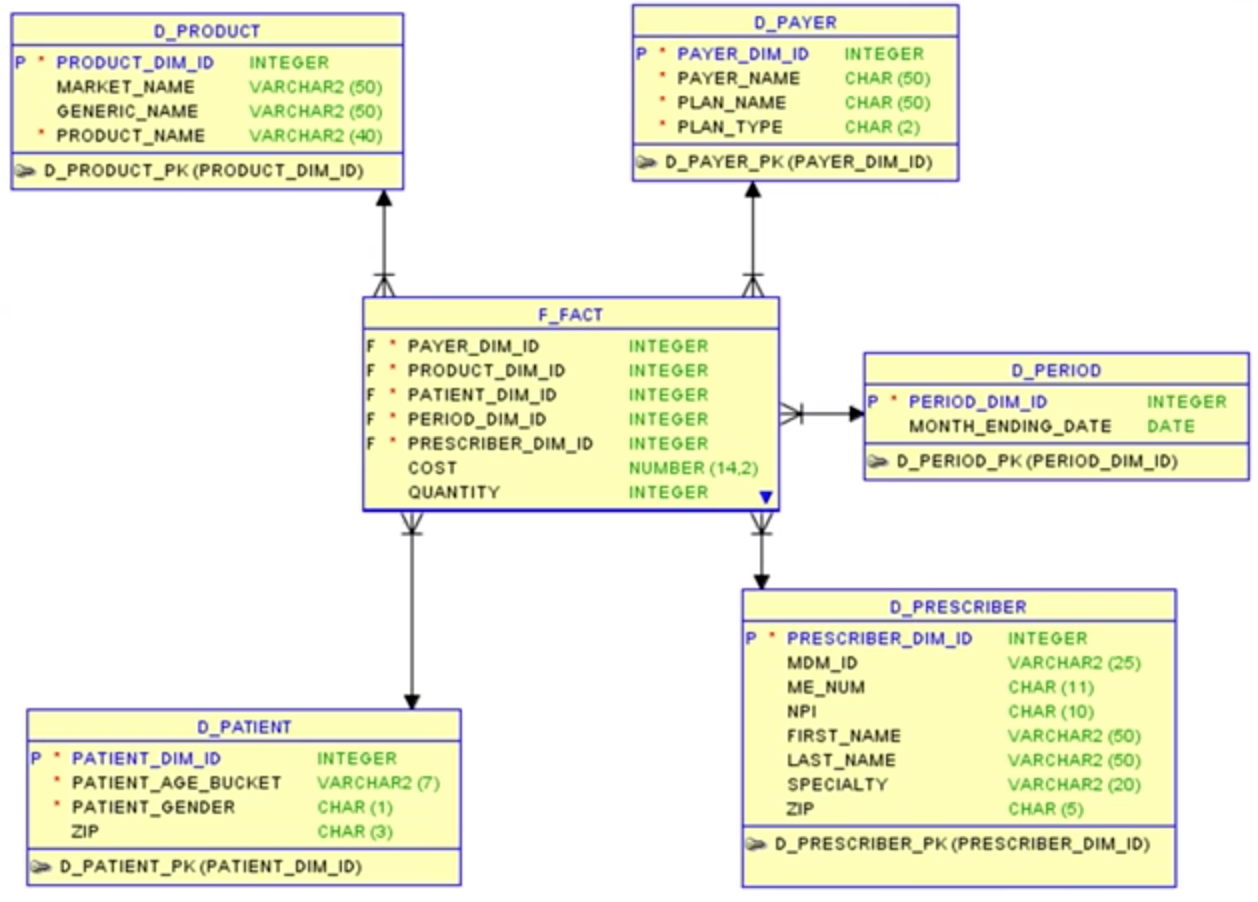 D_PRODUCT
P * PRODUCT_DIM_ID INTEGER
MARKET_NAME VARCHAR2 (50)
GENERIC_NAME VARCHAR2 (50)
* PRODUCT_NAME VARCHAR2 (40)
D_PRODUCT_PK (PRODUCT_DIM_ID)
D_PAYER
P * PAYER_DIM_ID INTEGER
* PAYER_NAME CHAR (50)
* PLAN_NAME CHAR (50)
* PLAN_TYPE CHAR (2)
D_PAYER_PK (PAYER_DIM_ID)
F_FACT
F * PAYER_DIM_ID INTEGER
F * PRODUCT_DIM_ID INTEGER
F * PATIENT_DIM_ID INTEGER
F * PERIOD_DIM_ID INTEGER
F * PRESCRIBER_DIM_ID INTEGER
COST NUMBER (14,2)
QUANTITY INTEGER
D_PERIOD
P * PERIOD_DIM_ID INTEGER
MONTH_ENDING_DATE DATE
D_PERIOD_PK (PERIOD_DIM_ID)
D_PATIENT
P * PATIENT_DIM_ID INTEGER
* PATIENT_AGE_BUCKET VARCHAR2 (7)
* PATIENT_GENDER CHAR (1)
ZIP CHAR (3)
D_PATIENT_PK (PATIENT_DIM_ID)
D_PRESCRIBER
P * PRESCRIBER_DIM_ID INTEGER
MDM_ID VARCHAR2 (25)
ME_NUM CHAR (11)
NPI CHAR (10)
FIRST_NAME VARCHAR2 (50)
LAST_NAME VARCHAR2 (50)
SPECIALTY VARCHAR2 (20)
ZIP CHAR (5)
D_PRESCRIBER_PK (PRESCRIBER_DIM_ID)